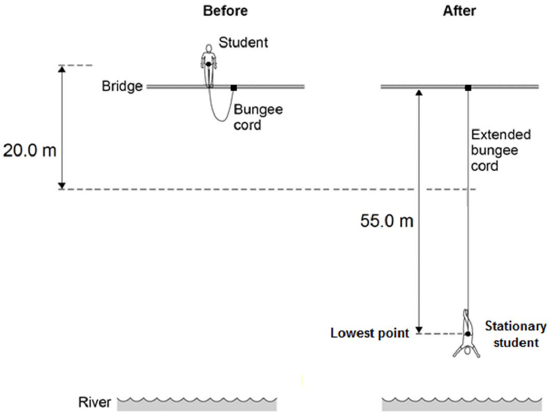 Before
After
Student
Bridge
Bungee
cord
20.0 m
Extended
bungee
cord
55.0 m
Lowest point
Stationary
student
River